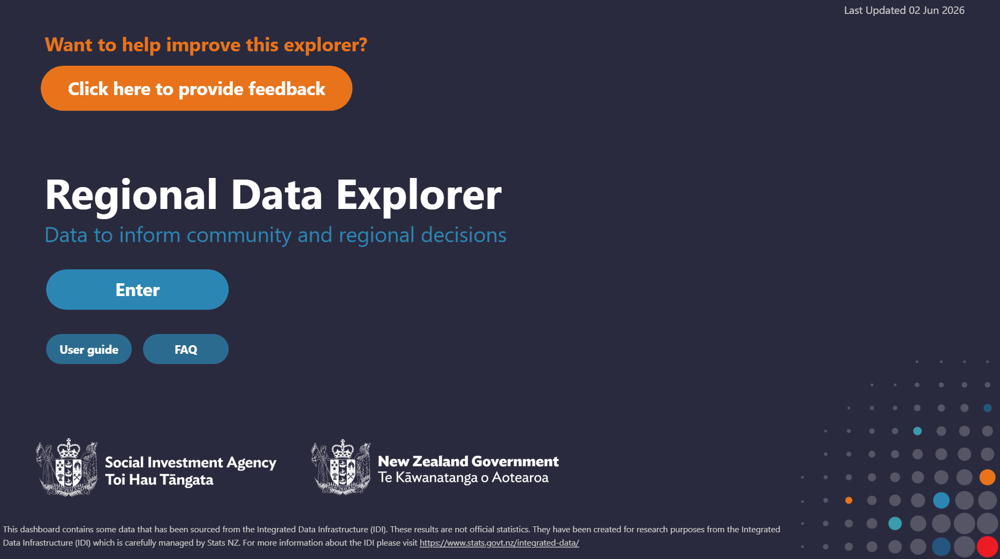 Last Updated 02 Jun 2026
Want to help improve this explorer?
Click here to provide feedback
Regional Data Explorer
Data to inform community and regional decisions
Enter
User guide
FAQ
Social Investment Agency
Toi Hau Tāngata
New Zealand Government
Te Kāwanatanga o Aotearoa
This dashboard contains some data that has been sourced from the Integrated Data Infrastructure (IDI). These results are not official statistics. They have been created for research purposes from the Integrated
Data Infrastructure (IDI) which is carefully managed by Stats NZ. For more information about the IDI please visit https://www.stats.govt.nz/integrated-data/